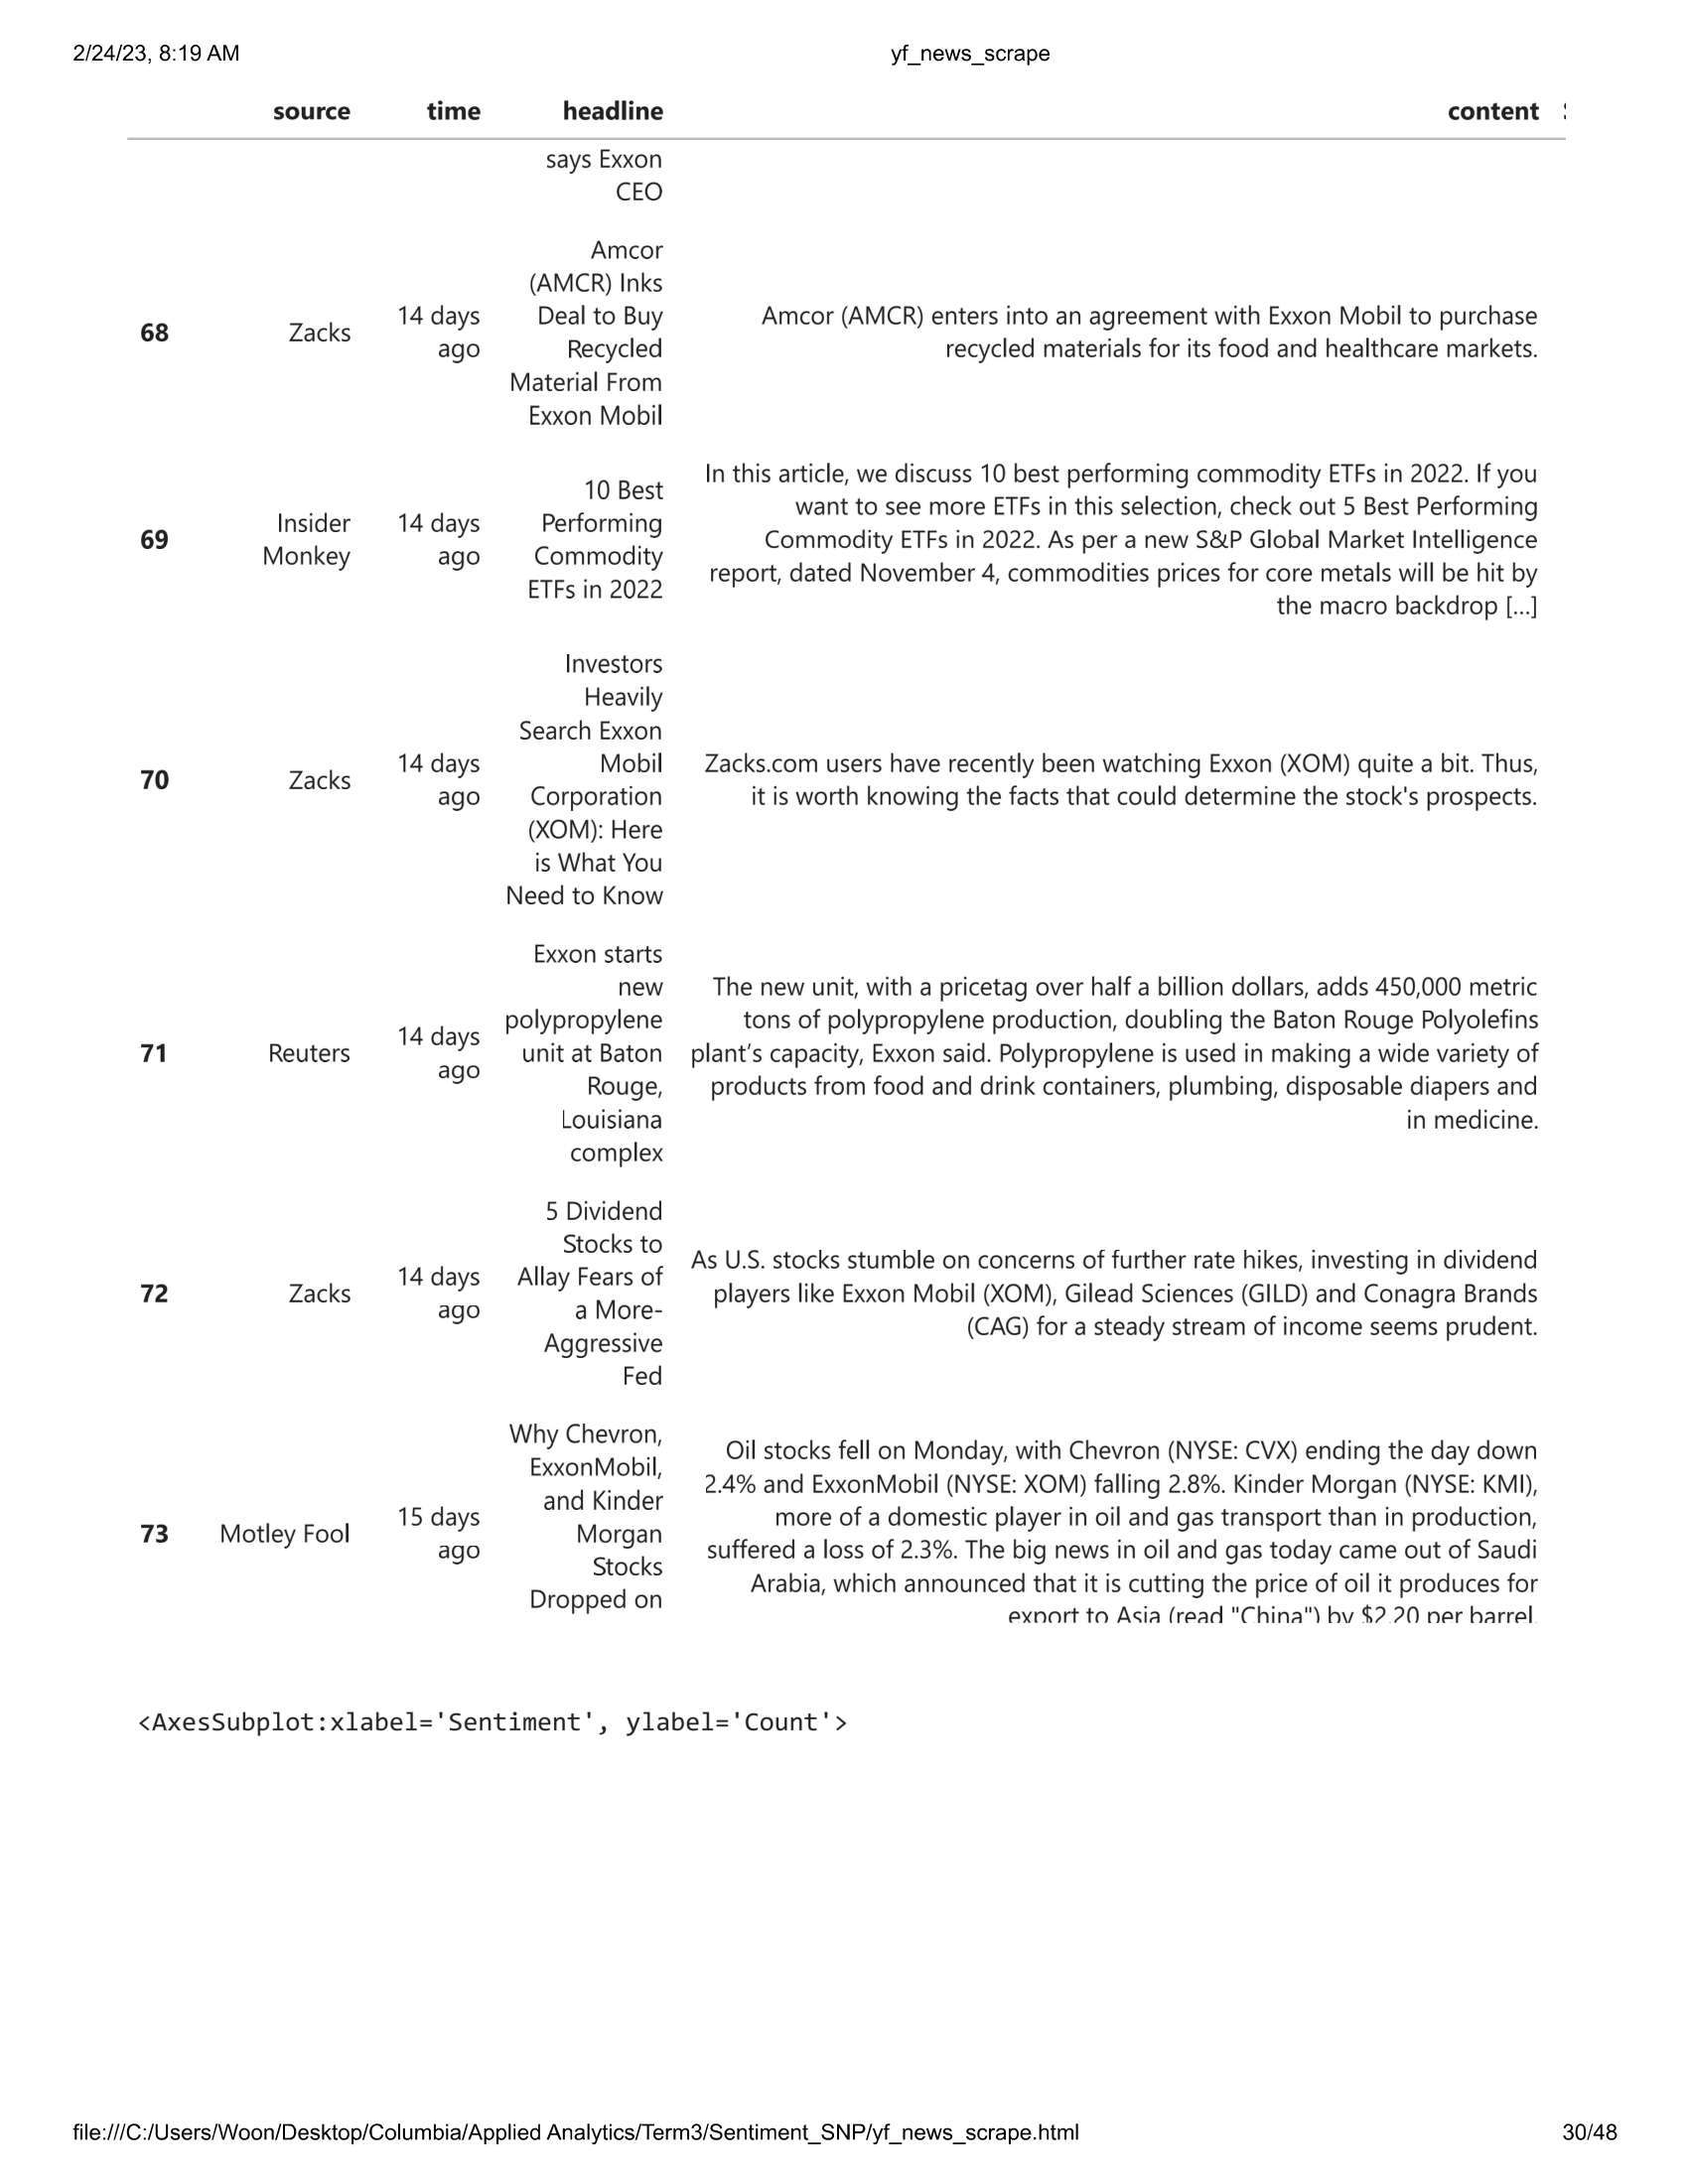 2/24/23, 8:19 AM
yf_news_scrape
source time headline content
says Exxon
CEO
68
Zacks
14 days
ago
Amcor
(AMCR) Inks
Deal to Buy
Recycled
Material From
Exxon Mobil
Amcor (AMCR) enters into an agreement with Exxon Mobil to purchase
recycled materials for its food and healthcare markets.
69
Insider
Monkey
14 days
ago
10 Best
Performing
Commodity
ETFs in 2022
In this article, we discuss 10 best performing commodity ETFs in 2022. If you
want to see more ETFs in this selection, check out 5 Best Performing
Commodity ETFs in 2022. As per a new S&P Global Market Intelligence
report, dated November 4, commodities prices for core metals will be hit by
the macro backdrop [...]
70
Zacks
14 days
ago
Investors
Heavily
Search Exxon
Mobil
Corporation
(XOM): Here
is What You
Need to Know
Zacks.com users have recently been watching Exxon (XOM) quite a bit. Thus,
it is worth knowing the facts that could determine the stock's prospects.
71
Reuters
14 days
ago
Exxon starts
new
polypropylene
unit at Baton
Rouge,
Louisiana
complex
The new unit, with a pricetag over half a billion dollars, adds 450,000 metric
tons of polypropylene production, doubling the Baton Rouge Polyolefins
plant's capacity, Exxon said. Polypropylene is used in making a wide variety of
products from food and drink containers, plumbing, disposable diapers and
in medicine.
72
Zacks
14 days
ago
5 Dividend
Stocks to
Allay Fears of
a More-
Aggressive
Fed
As U.S. stocks stumble on concerns of further rate hikes, investing in dividend
players like Exxon Mobil (XOM), Gilead Sciences (GILD) and Conagra Brands
(CAG) for a steady stream of income seems prudent.
73
Motley Fool
15 days
ago
Why Chevron,
ExxonMobil,
and Kinder
Morgan
Stocks
Dropped on
Oil stocks fell on Monday, with Chevron (NYSE: CVX) ending the day down
2.4% and ExxonMobil (NYSE: XOM) falling 2.8%. Kinder Morgan (NYSE: KMI),
more of a domestic player in oil and gas transport than in production,
suffered a loss of 2.3%. The big news in oil and gas today came out of Saudi
Arabia, which announced that it is cutting the price of oil it produces for
export to Asia (read "China") by $2.20 per barrel.
<AxesSubplot:xlabel='Sentiment', ylabel='Count'>
file:///C:/Users/Woon/Desktop/Columbia/Applied Analytics/Term3/Sentiment_SNP/yf_news_scrape.html
30/48